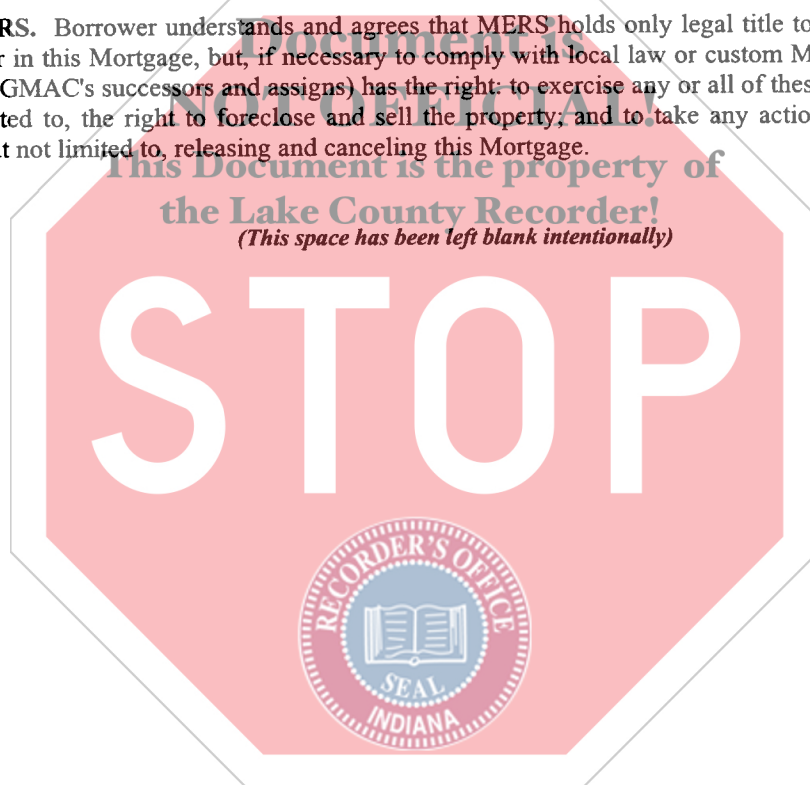 RS. Borrower understands and agrees that MERS holds only legal title to
r in this Mortgage, but, if necessary to comply with local law or custom M
GMAC's successors and assigns) has the right: to exercise any or all of thes
ted to, the right to foreclose and sell the property; and to take any actio
t not limited to, releasing and canceling this Mortgage.
Document is
NOT OFFICIAL!
This Document is the property of
the Lake County Recorder!
(This space has been left blank intentionally)
STOP
RECORDER'S OFFICE
SEAL
INDIANA